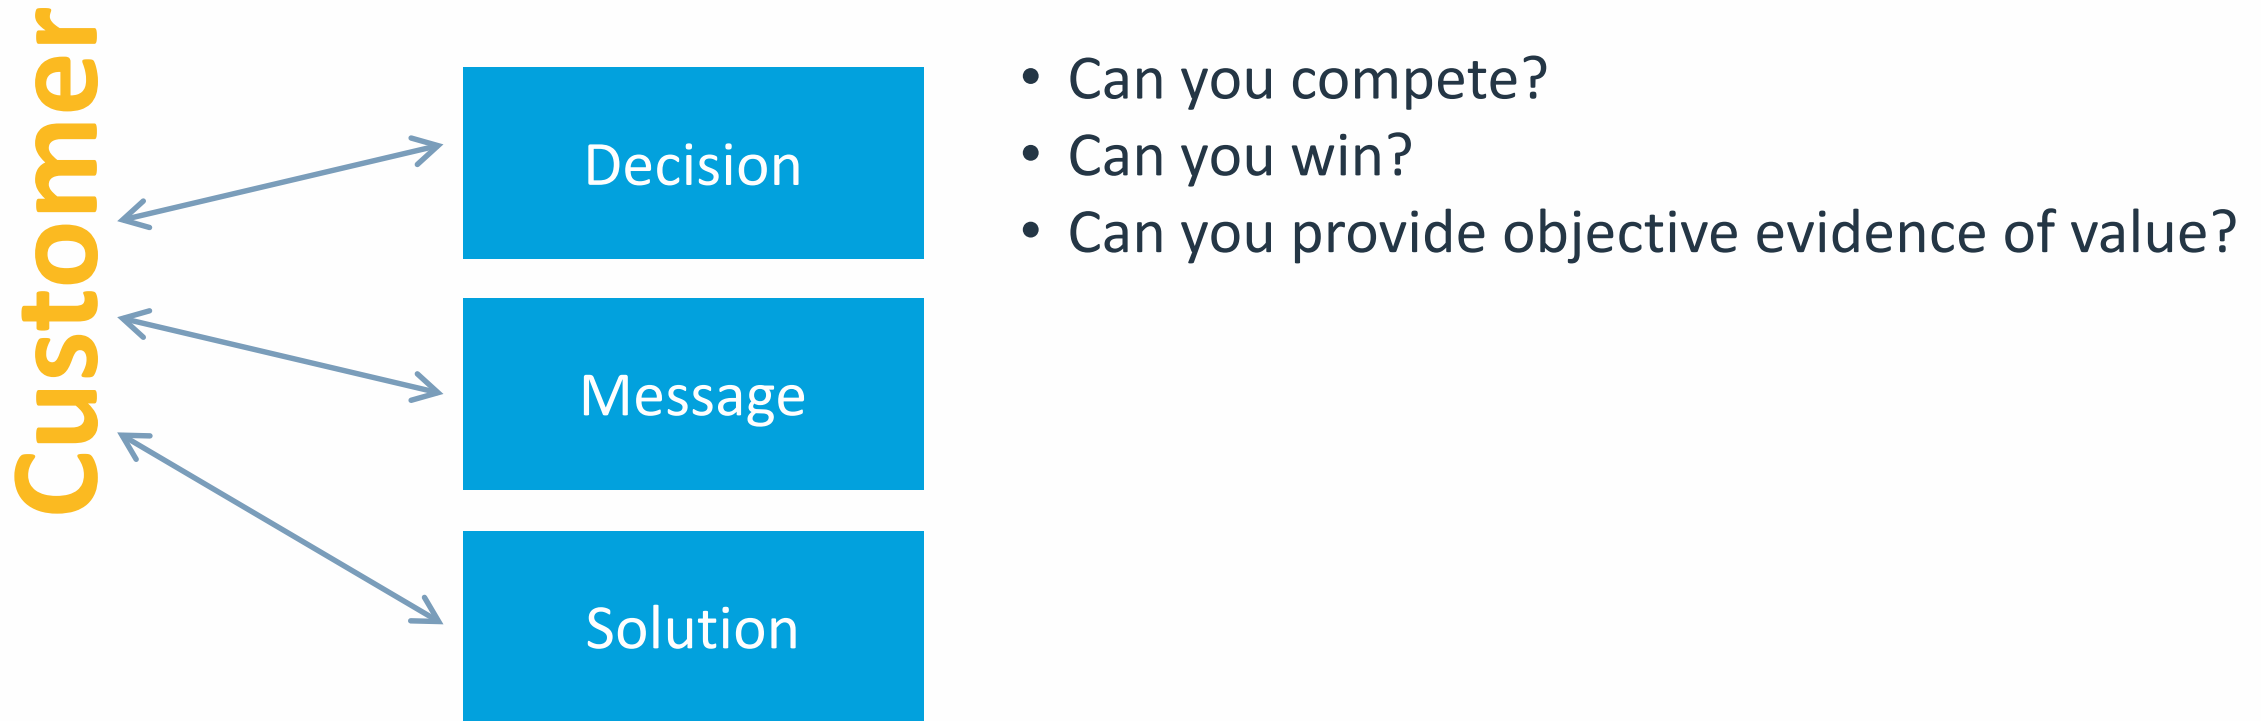 Customer
Decision
• Can you compete?
• Can you win?
• Can you provide objective evidence of value?
Message
Solution